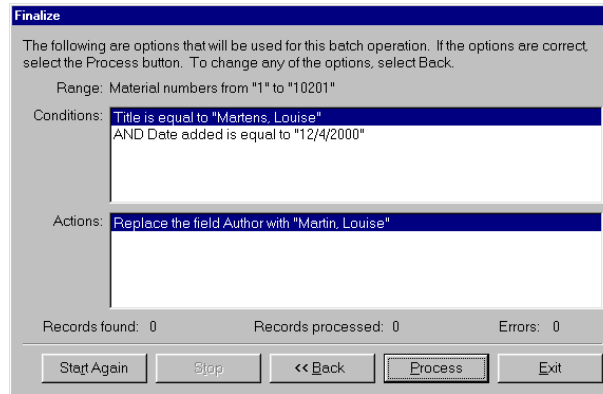 Finalize
The following are options that will be used for this batch operation. If the options are correct,
select the Process button. To change any of the options, select Back.
Range: Material numbers from "1" to "10201"
Conditions: Title is equal to "Martens, Louise"
AND Date added is equal to "12/4/2000"
Actions: Replace the field Author with "Martin, Louise"
Records found: 0 Records processed: 0 Errors: 0
Start Again Stop << Back Process Exit